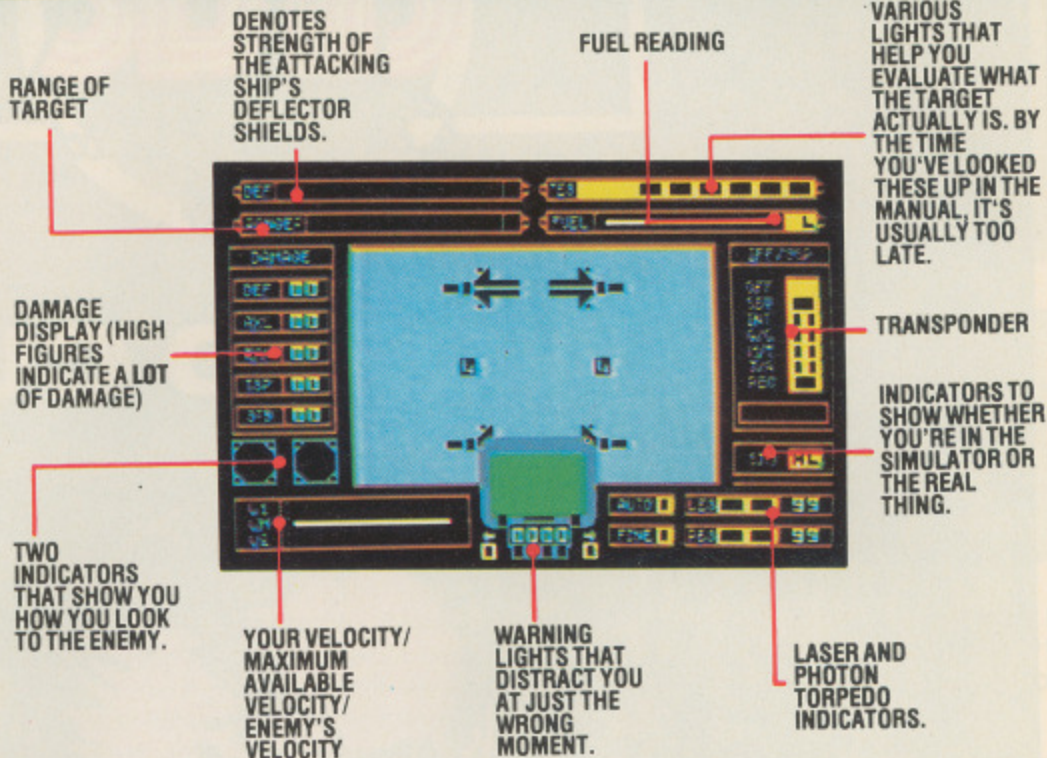 RANGE OF
TARGET
DENOTES
STRENGTH OF
THE ATTACKING
SHIP'S
DEFLECTOR
SHIELDS.
FUEL READING
VARIOUS
LIGHTS THAT
HELP YOU
EVALUATE WHAT
THE TARGET
ACTUALLY IS. BY
THE TIME
YOU'VE LOOKED
THESE UP IN THE
MANUAL, IT'S
USUALLY TOO
LATE.
DEF
FUEL
DAMAGE
DEF
DAMAGE
DISPLAY (HIGH
FIGURES
INDICATE A LOT
OF DAMAGE)
TRANSPONDER
INDICATORS TO
SHOW WHETHER
YOU'RE IN THE
SIMULATOR OR
THE REAL
THING.
AUTO
99
FINE
99
TWO
INDICATORS
THAT SHOW YOU
HOW YOU LOOK
TO THE ENEMY.
YOUR VELOCITY/
MAXIMUM
AVAILABLE
VELOCITY/
ENEMY'S
VELOCITY
WARNING
LIGHTS THAT
DISTRACT YOU
AT JUST THE
WRONG
MOMENT.
LASER AND
PHOTON
TORPEDO
INDICATORS.